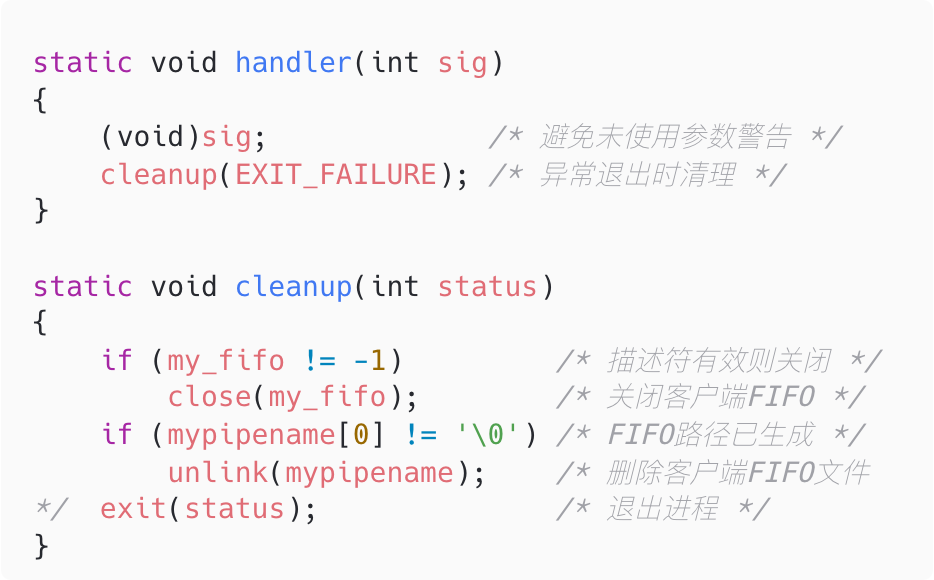 static void handler(int sig)
{
    (void)sig;             /* 避免未使用参数警告 */
    cleanup(EXIT_FAILURE); /* 异常退出时清理 */
}

static void cleanup(int status)
{
    if (my_fifo != -1)         /* 描述符有效则关闭 */
        close(my_fifo);        /* 关闭客户端FIFO */
    if (mypipename[0] != '\0') /* FIFO路径已生成 */
        unlink(mypipename);    /* 删除客户端FIFO文件
*/  exit(status);              /* 退出进程 */
}